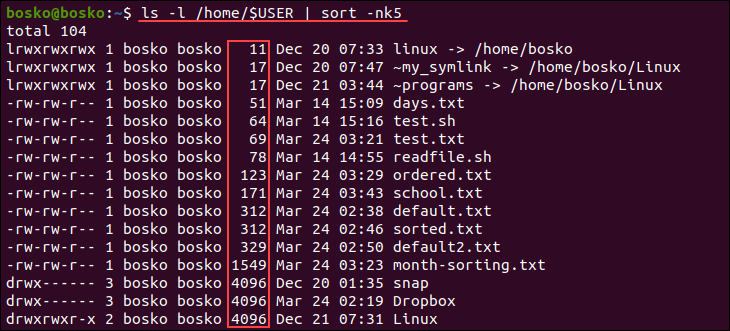 bosko@bosko:~$ ls -l /home/$USER | sort -nk5
total 104
lrwxrwxrwx 1 bosko bosko   11 Dec 20 07:33 linux -> /home/bosko
lrwxrwxrwx 1 bosko bosko   17 Dec 20 07:47 ~my_symlink -> /home/bosko/Linux
lrwxrwxrwx 1 bosko bosko   17 Dec 21 03:44 ~programs -> /home/bosko/Linux
-rw-rw-r-- 1 bosko bosko   51 Mar 14 15:09 days.txt
-rw-rw-r-- 1 bosko bosko   64 Mar 14 15:16 test.sh
-rw-rw-r-- 1 bosko bosko   69 Mar 24 03:21 test.txt
-rw-rw-r-- 1 bosko bosko   78 Mar 14 14:55 readfile.sh
-rw-rw-r-- 1 bosko bosko  123 Mar 24 03:29 ordered.txt
-rw-rw-r-- 1 bosko bosko  171 Mar 24 03:43 school.txt
-rw-rw-r-- 1 bosko bosko  312 Mar 24 02:38 default.txt
-rw-rw-r-- 1 bosko bosko  312 Mar 24 02:46 sorted.txt
-rw-rw-r-- 1 bosko bosko  329 Mar 24 02:50 default2.txt
-rw-rw-r-- 1 bosko bosko 1549 Mar 24 03:23 month-sorting.txt
drwx------ 3 bosko bosko 4096 Dec 20 01:35 snap
drwx------ 3 bosko bosko 4096 Mar 24 02:19 Dropbox
drwxrwxr-x 2 bosko bosko 4096 Dec 21 07:31 Linux